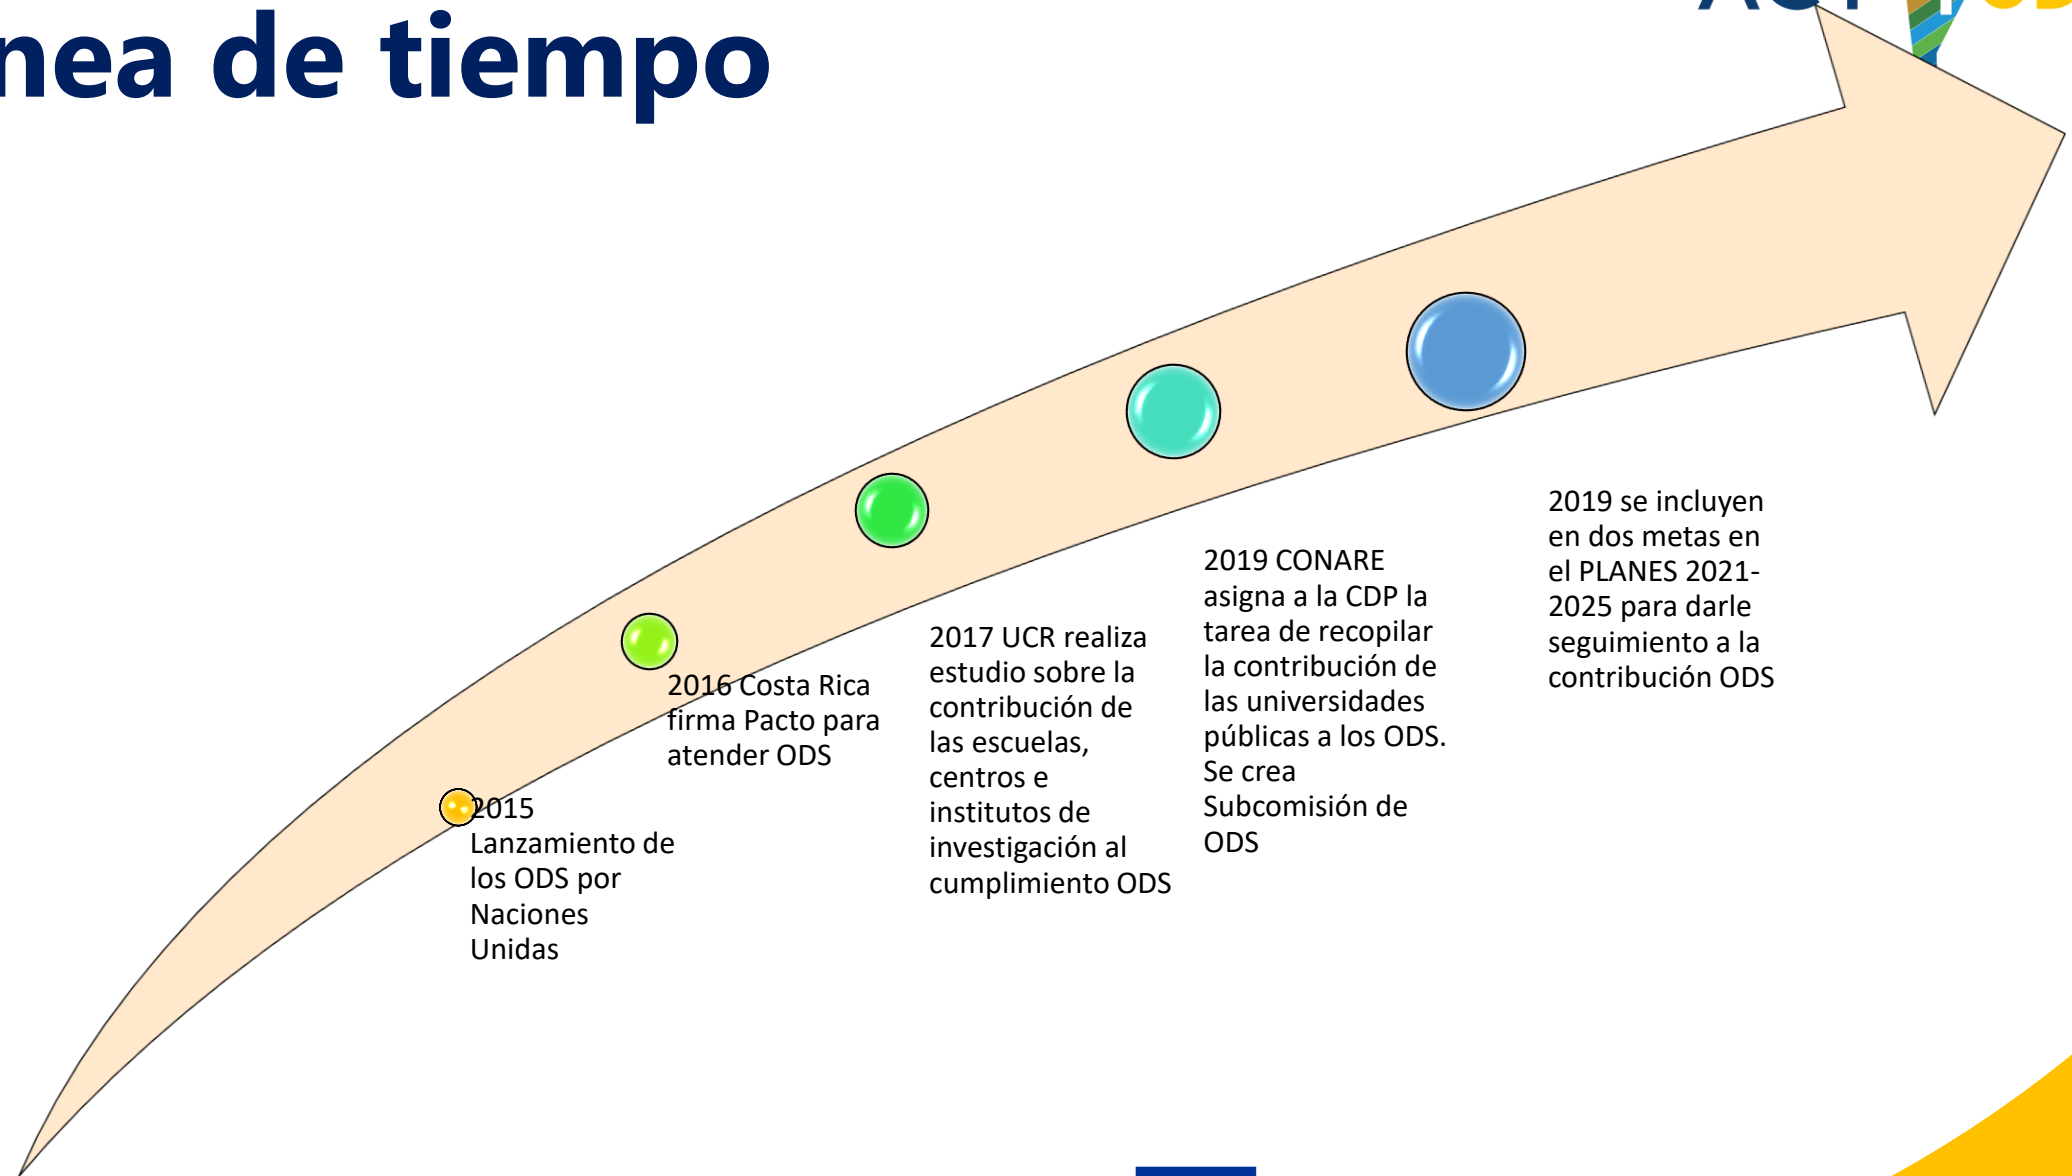 nea de tiempo
2015
Lanzamiento de
los ODS por
Naciones
Unidas
2016 Costa Rica
firma Pacto para
atender ODS
2017 UCR realiza
estudio sobre la
contribución de
las escuelas,
centros e
institutos de
investigación al
cumplimiento ODS
2019 CONARE
asigna a la CDP la
tarea de recopilar
la contribución de
las universidades
públicas a los ODS.
Se crea
Subcomisión de
ODS
2019 se incluyen
en dos metas en
el PLANES 2021-
2025 para darle
seguimiento a la
contribución ODS